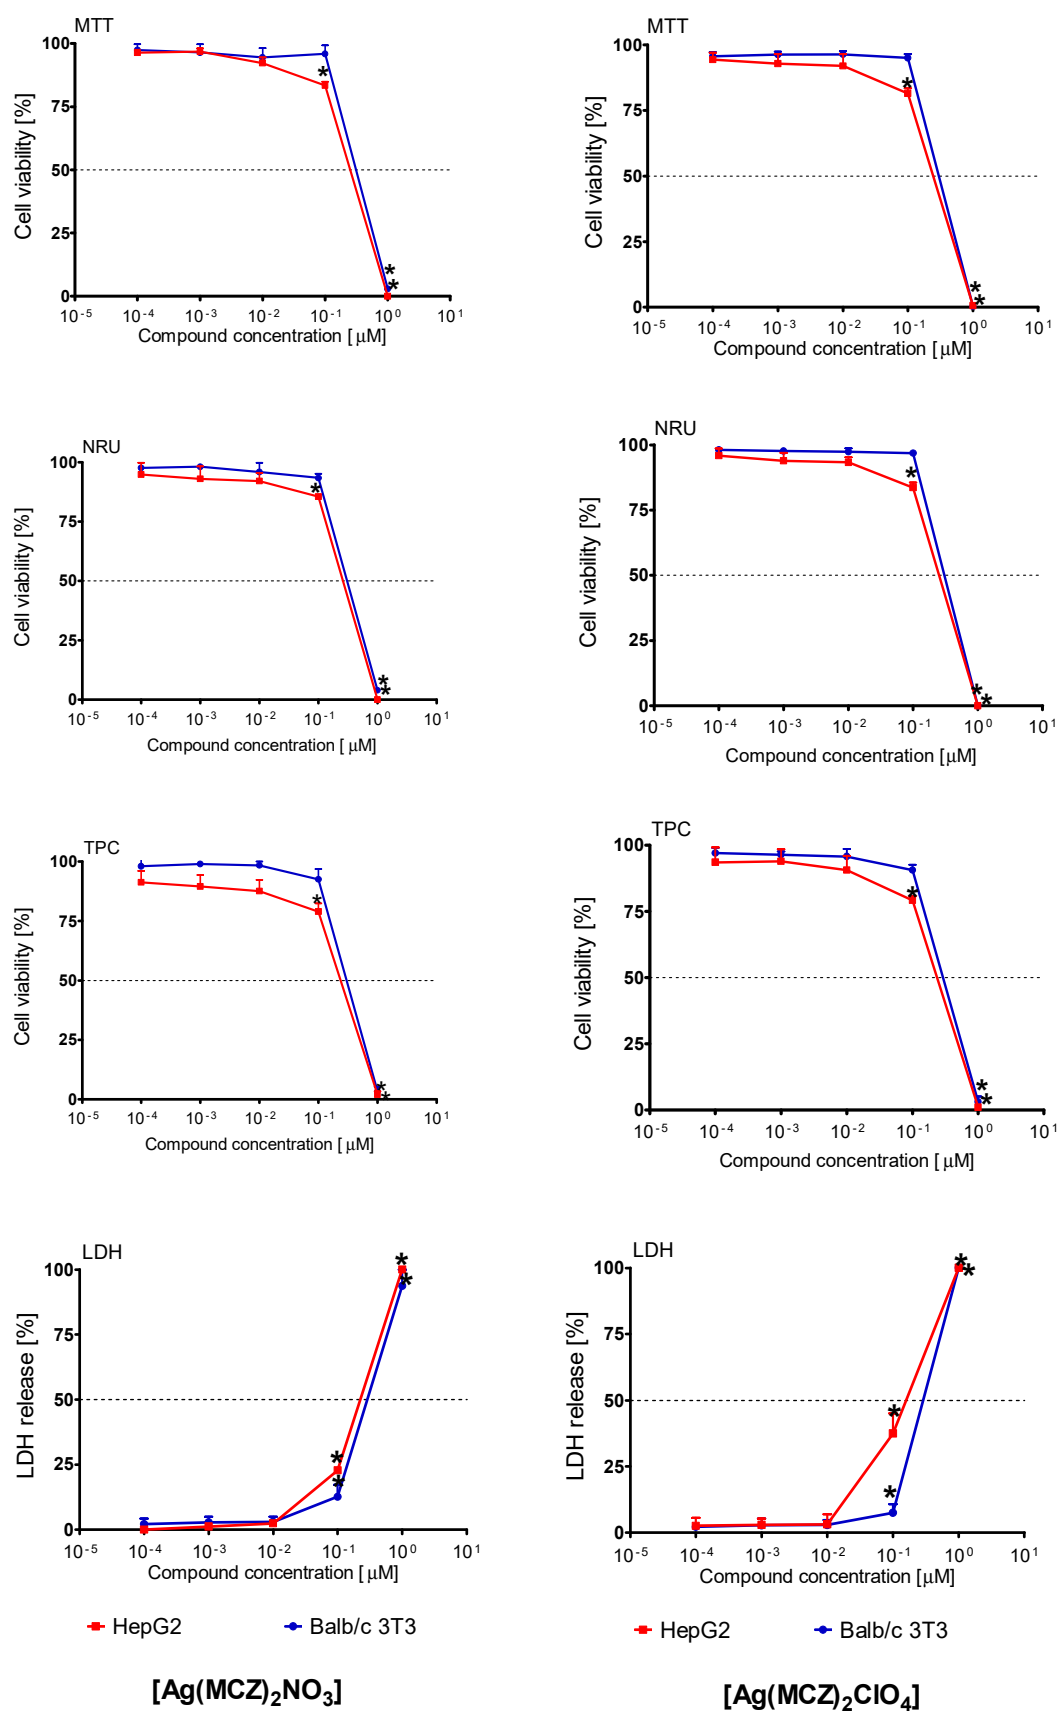 MTT
100
75
50
25
0
Cell viability [%]
10⁻⁵ 10⁻⁴ 10⁻³ 10⁻² 10⁻¹ 10⁰ 10¹
Compound concentration [ μM]
* * *
MTT
100
75
50
25
0
Cell viability [%]
10⁻⁵ 10⁻⁴ 10⁻³ 10⁻² 10⁻¹ 10⁰ 10¹
Compound concentration [ μM]
* * *
NRU
100
75
50
25
0
Cell viability [%]
10⁻⁵ 10⁻⁴ 10⁻³ 10⁻² 10⁻¹ 10⁰ 10¹
Compound concentration [ μM]
* * *
NRU
100
75
50
25
0
Cell viability [%]
10⁻⁵ 10⁻⁴ 10⁻³ 10⁻² 10⁻¹ 10⁰ 10¹
Compound concentration [ μM]
* * *
TPC
100
75
50
25
0
Cell viability [%]
10⁻⁵ 10⁻⁴ 10⁻³ 10⁻² 10⁻¹ 10⁰ 10¹
Compound concentration [ μM]
* * *
TPC
100
75
50
25
0
Cell viability [%]
10⁻⁵ 10⁻⁴ 10⁻³ 10⁻² 10⁻¹ 10⁰ 10¹
Compound concentration [ μM]
* * *
LDH
100
75
50
25
0
LDH release [%]
10⁻⁵ 10⁻⁴ 10⁻³ 10⁻² 10⁻¹ 10⁰ 10¹
Compound concentration [ μM]
* * * *
HepG2 Balb/c 3T3
[Ag(MCZ)₂NO₃]
LDH
100
75
50
25
0
LDH release [%]
10⁻⁵ 10⁻⁴ 10⁻³ 10⁻² 10⁻¹ 10⁰ 10¹
Compound concentration [ μM]
* * * *
HepG2 Balb/c 3T3
[Ag(MCZ)₂ClO₄]